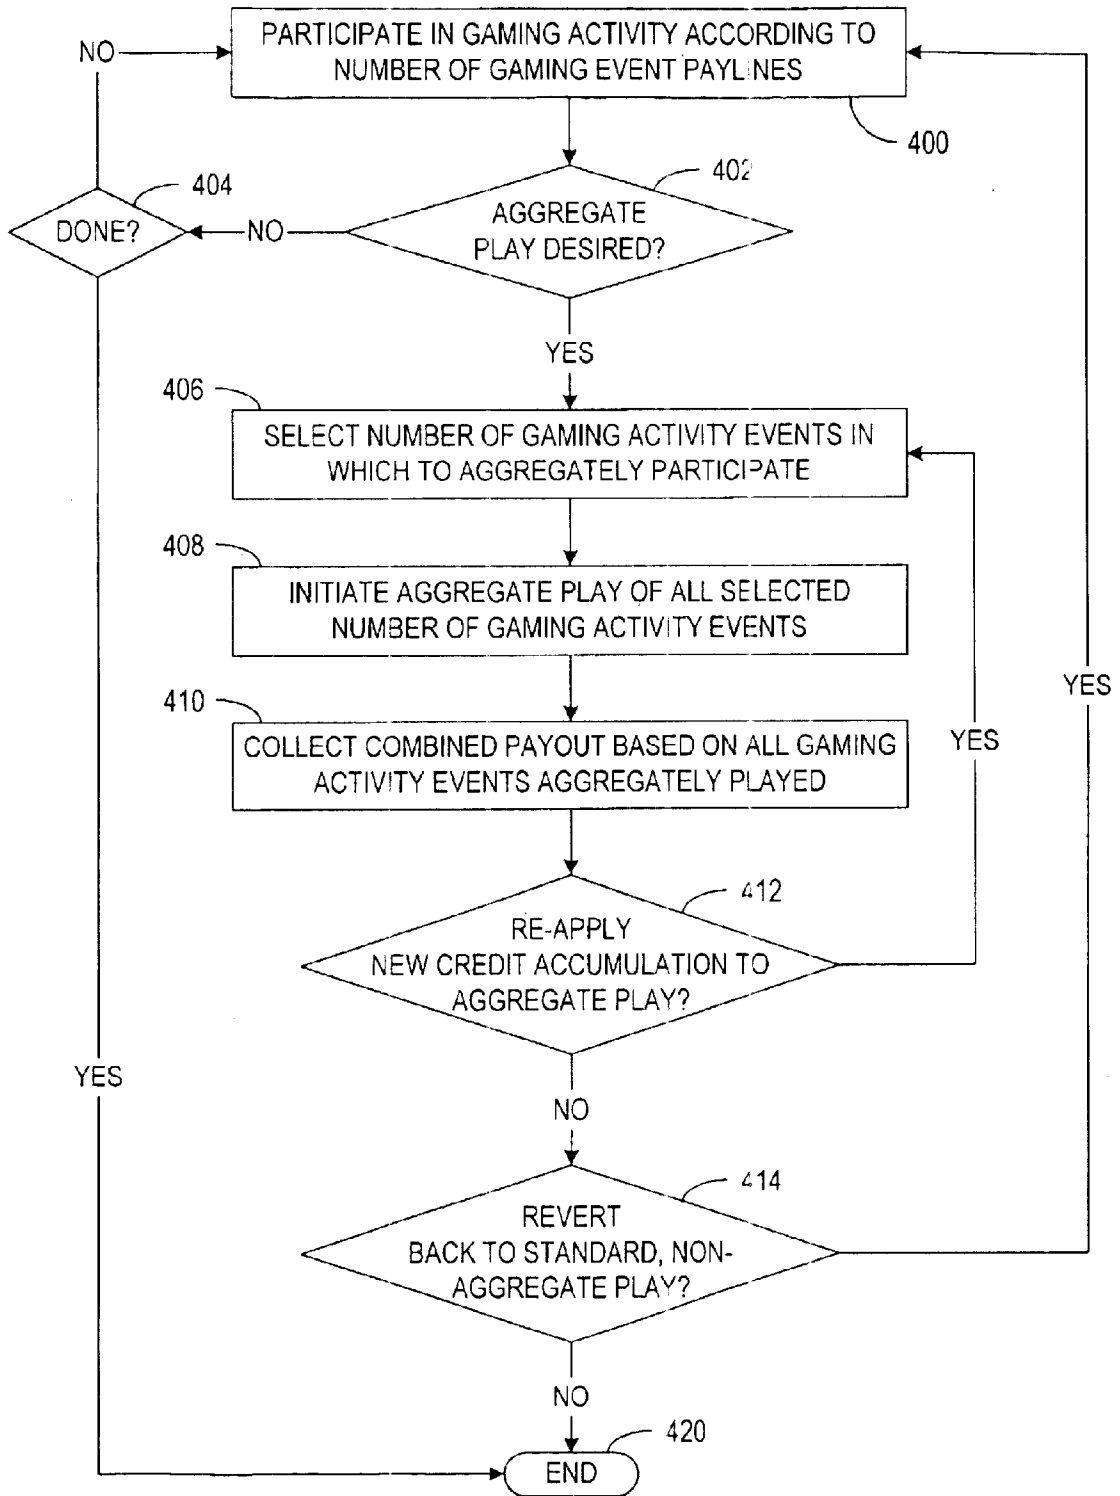 PARTICIPATE IN GAMING ACTIVITY ACCORDING TO
NUMBER OF GAMING EVENT PAYLINES
400
NO
402
404
AGGREGATE
PLAY DESIRED?
NO
DONE?
YES
406
SELECT NUMBER OF GAMING ACTIVITY EVENTS IN
WHICH TO AGGREGATELY PARTICIPATE
408
INITIATE AGGREGATE PLAY OF ALL SELECTED
NUMBER OF GAMING ACTIVITY EVENTS
410
COLLECT COMBINED PAYOUT BASED ON ALL GAMING
ACTIVITY EVENTS AGGREGATELY PLAYED
YES
YES
412
RE-APPLY
NEW CREDIT ACCUMULATION TO
AGGREGATE PLAY?
YES
NO
414
REVERT
BACK TO STANDARD, NON-
AGGREGATE PLAY?
NO
420
END